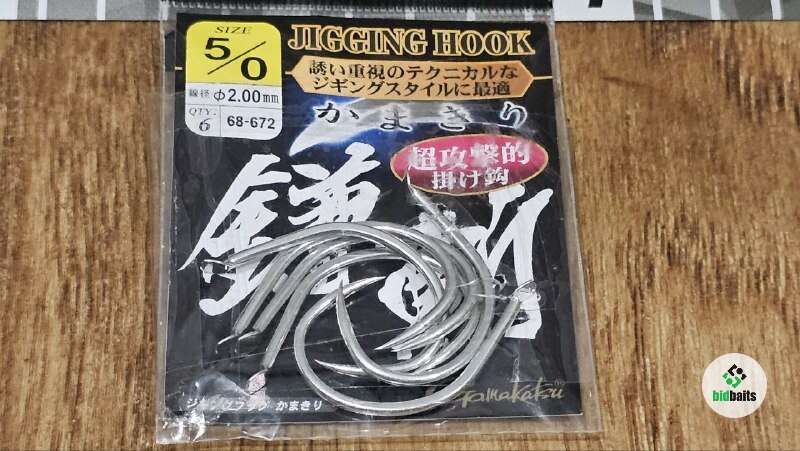 SIZE
5/0
線径 Φ2.00mm
QTY. 6
68-672
JIGGING HOOK
誘い重視のテクニカルな
ジギングスタイルに最適
かまきり
超攻撃的
掛け鈎
鎌斬
ジギングフック かまきり
Gamakatsu®
bidbaits